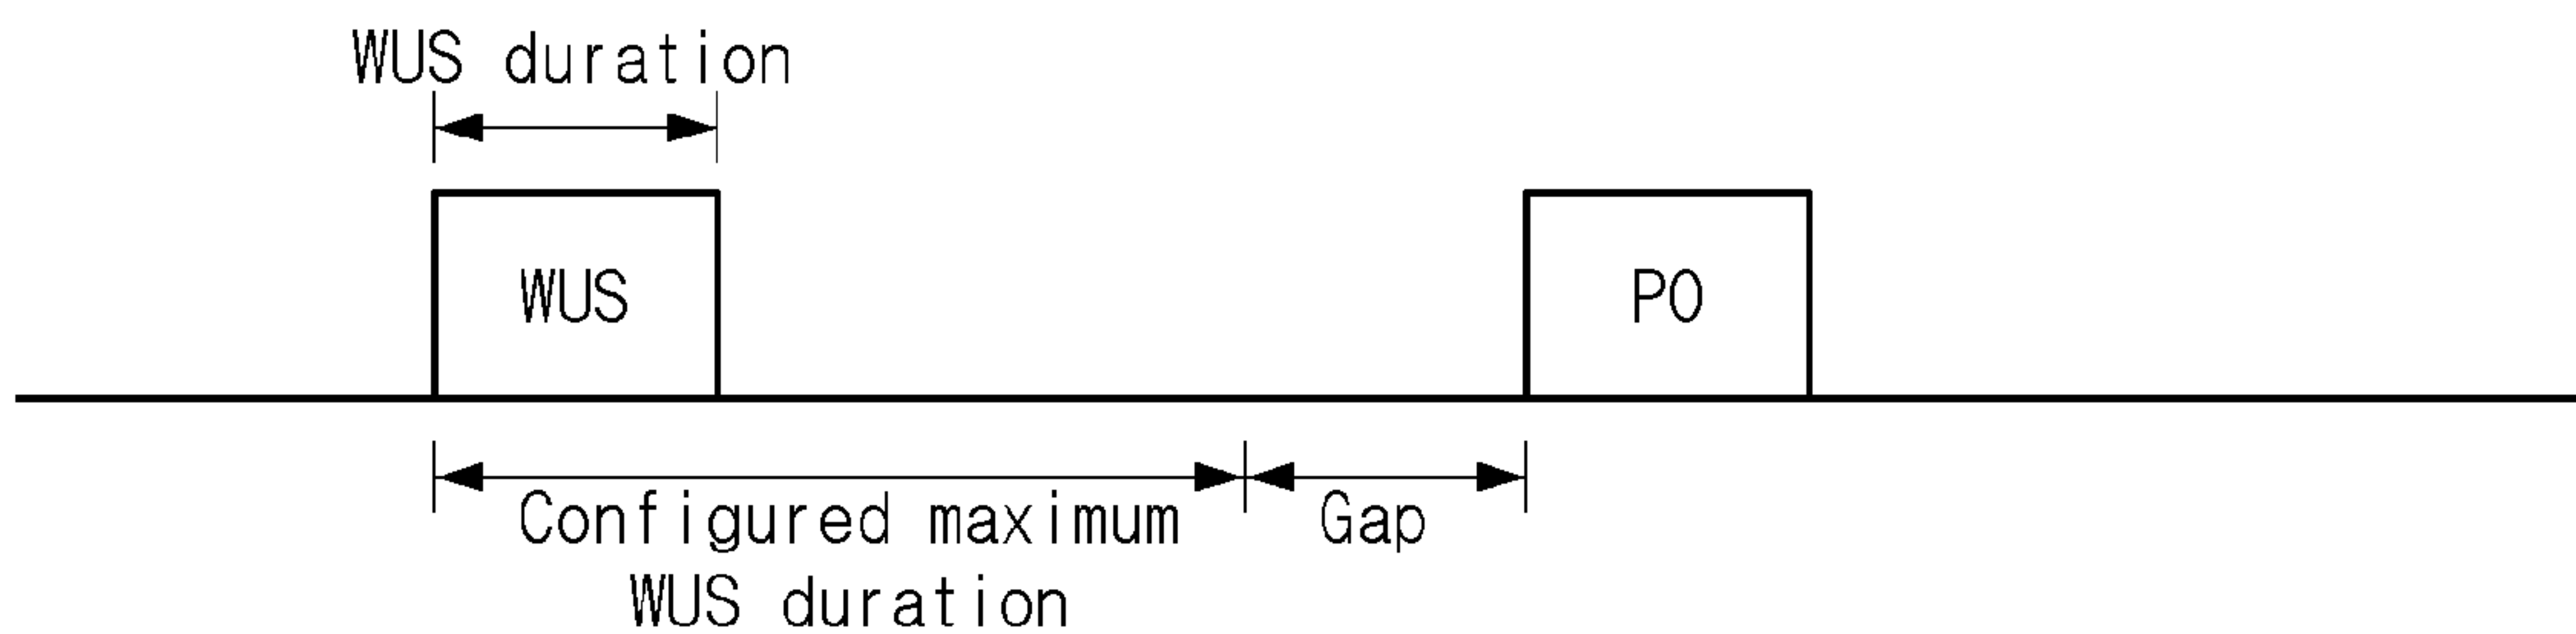 WUS duration
WUS
PO
Configured maximum
WUS duration
Gap